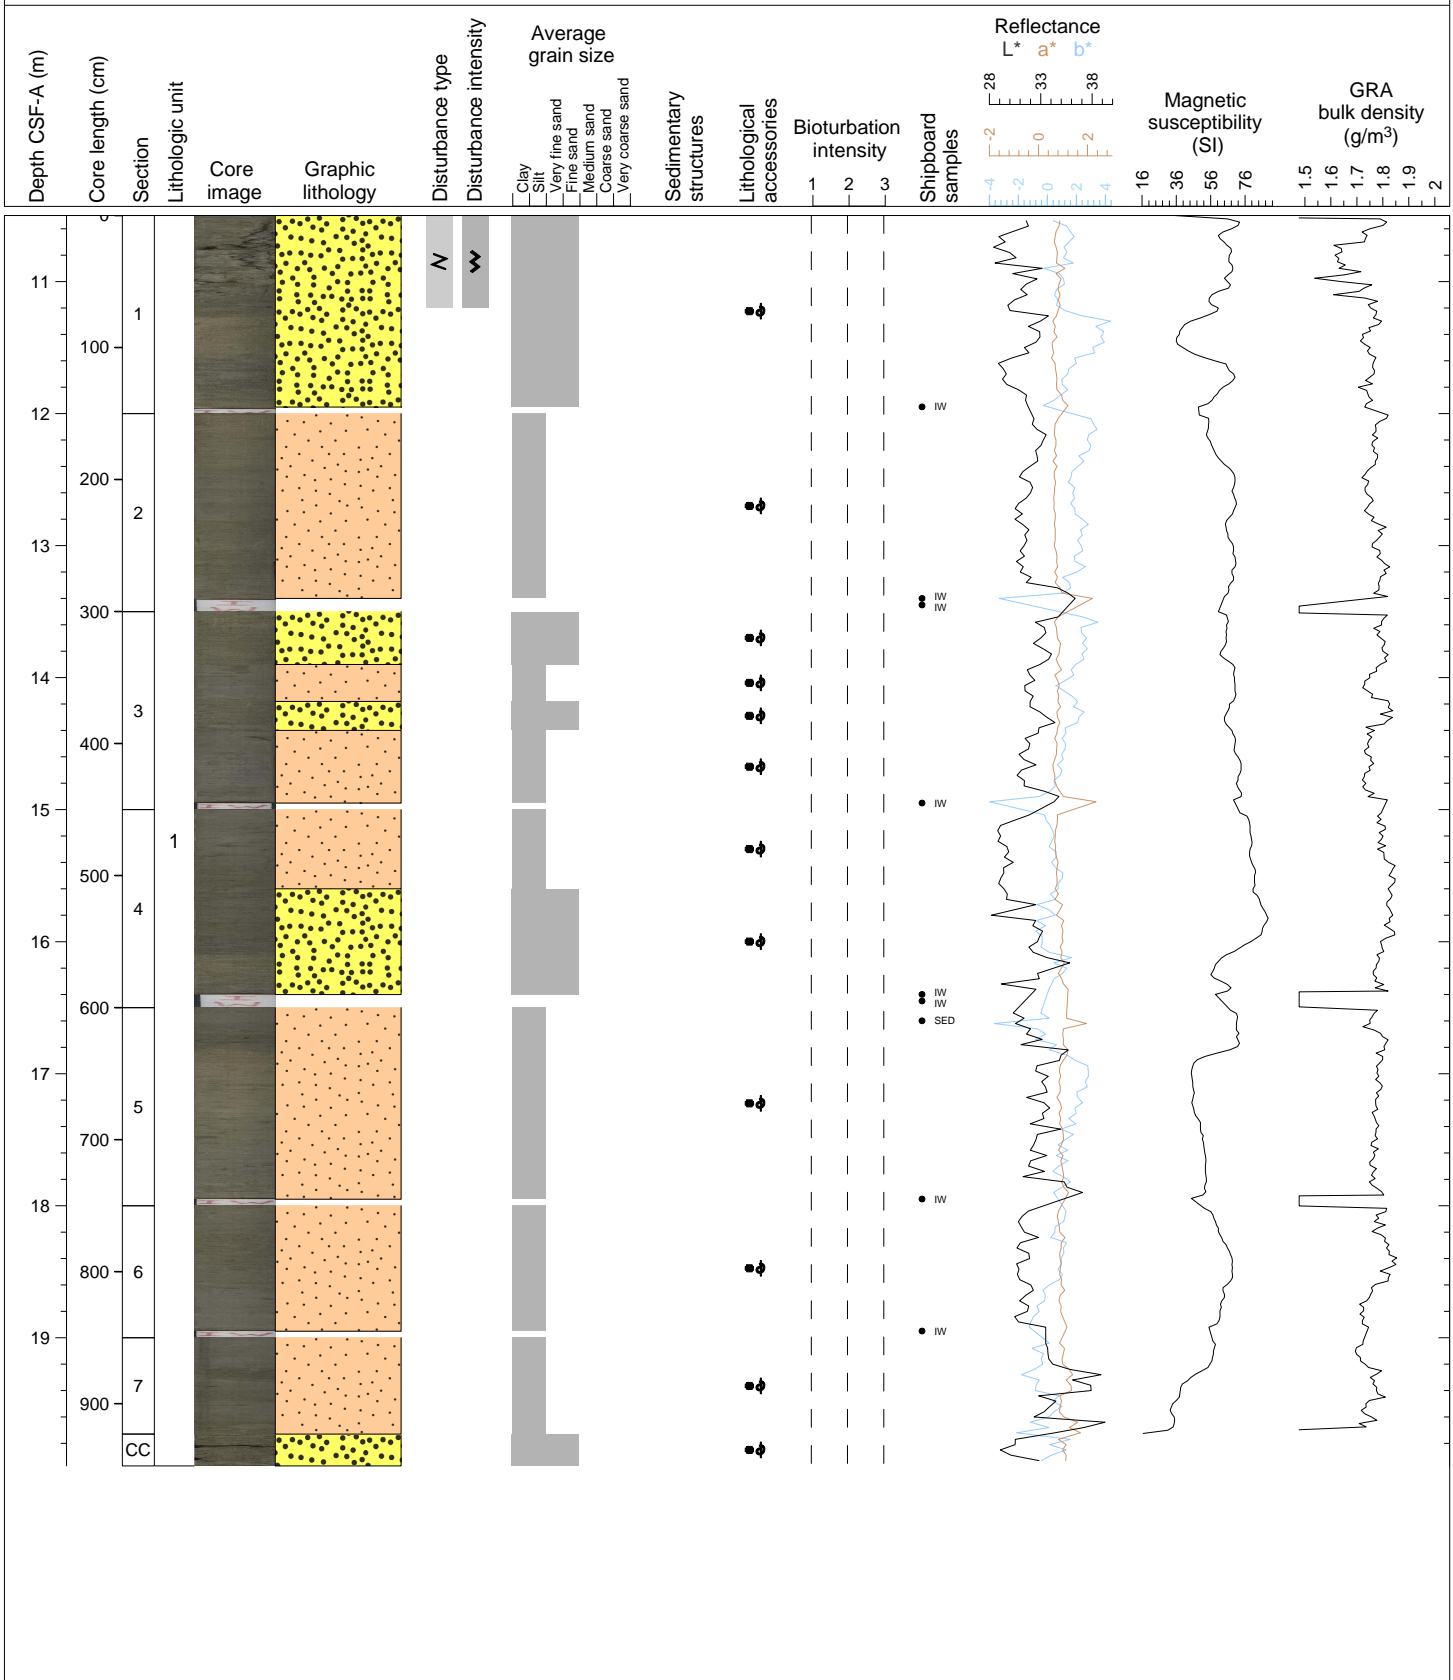 Depth CSF-A (m)
Core length (cm)
Section
Lithologic unit
Core
image
Graphic
lithology
Disturbance type
Disturbance intensity
Average
grain size
Clay
Silt
Very fine sand
Fine sand
Medium sand
Coarse sand
Very coarse sand
Sedimentary
structures
Lithological
accessories
Bioturbation
intensity
1 2 3
Shipboard
samples
Reflectance
L* a* b*
28 33 38
-2 0 2
-4 -2 0 2 4
Magnetic
susceptibility
(SI)
16 36 56 76
GRA
bulk density
(g/m³)
1.5 1.6 1.7 1.8 1.9 2
0
11
1
100
12
IW
200
2
13
IW
300
IW
14
3
400
15
IW
1
500
4
16
IW
600
IW
SED
17
5
700
18
IW
6
800
19
IW
7
900
CC